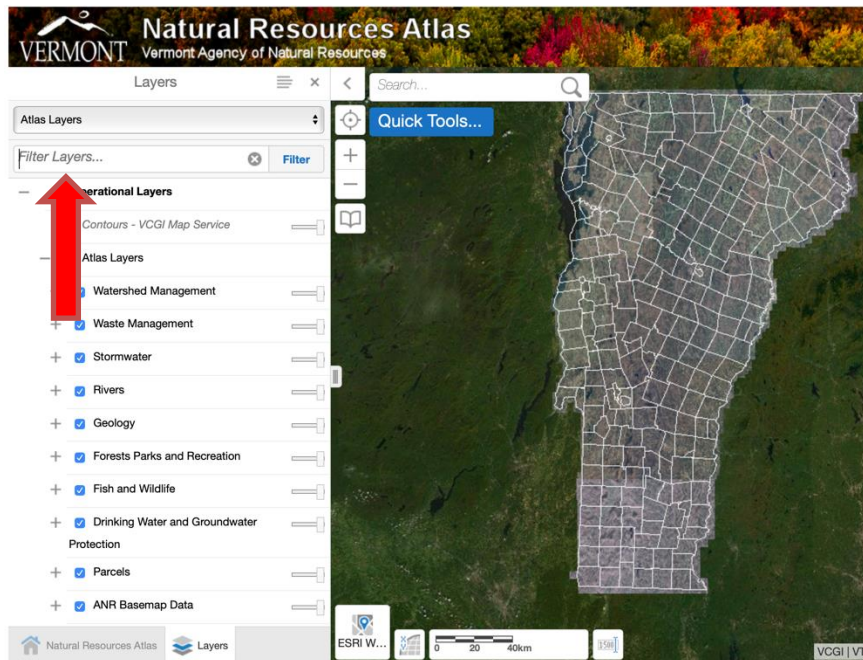 VERMONT
Natural Resources Atlas
Vermont Agency of Natural Resources
Layers
Search...
Atlas Layers
Quick Tools...
Filter Layers...
Filter
erational Layers
Contours - VCGI Map Service
Atlas Layers
Watershed Management
Waste Management
Stormwater
Rivers
Geology
Forests Parks and Recreation
Fish and Wildlife
Drinking Water and Groundwater
Protection
Parcels
ANR Basemap Data
Natural Resources Atlas
Layers
ESRI W...
X
Y
0 20 40km
1500
VCGI | V